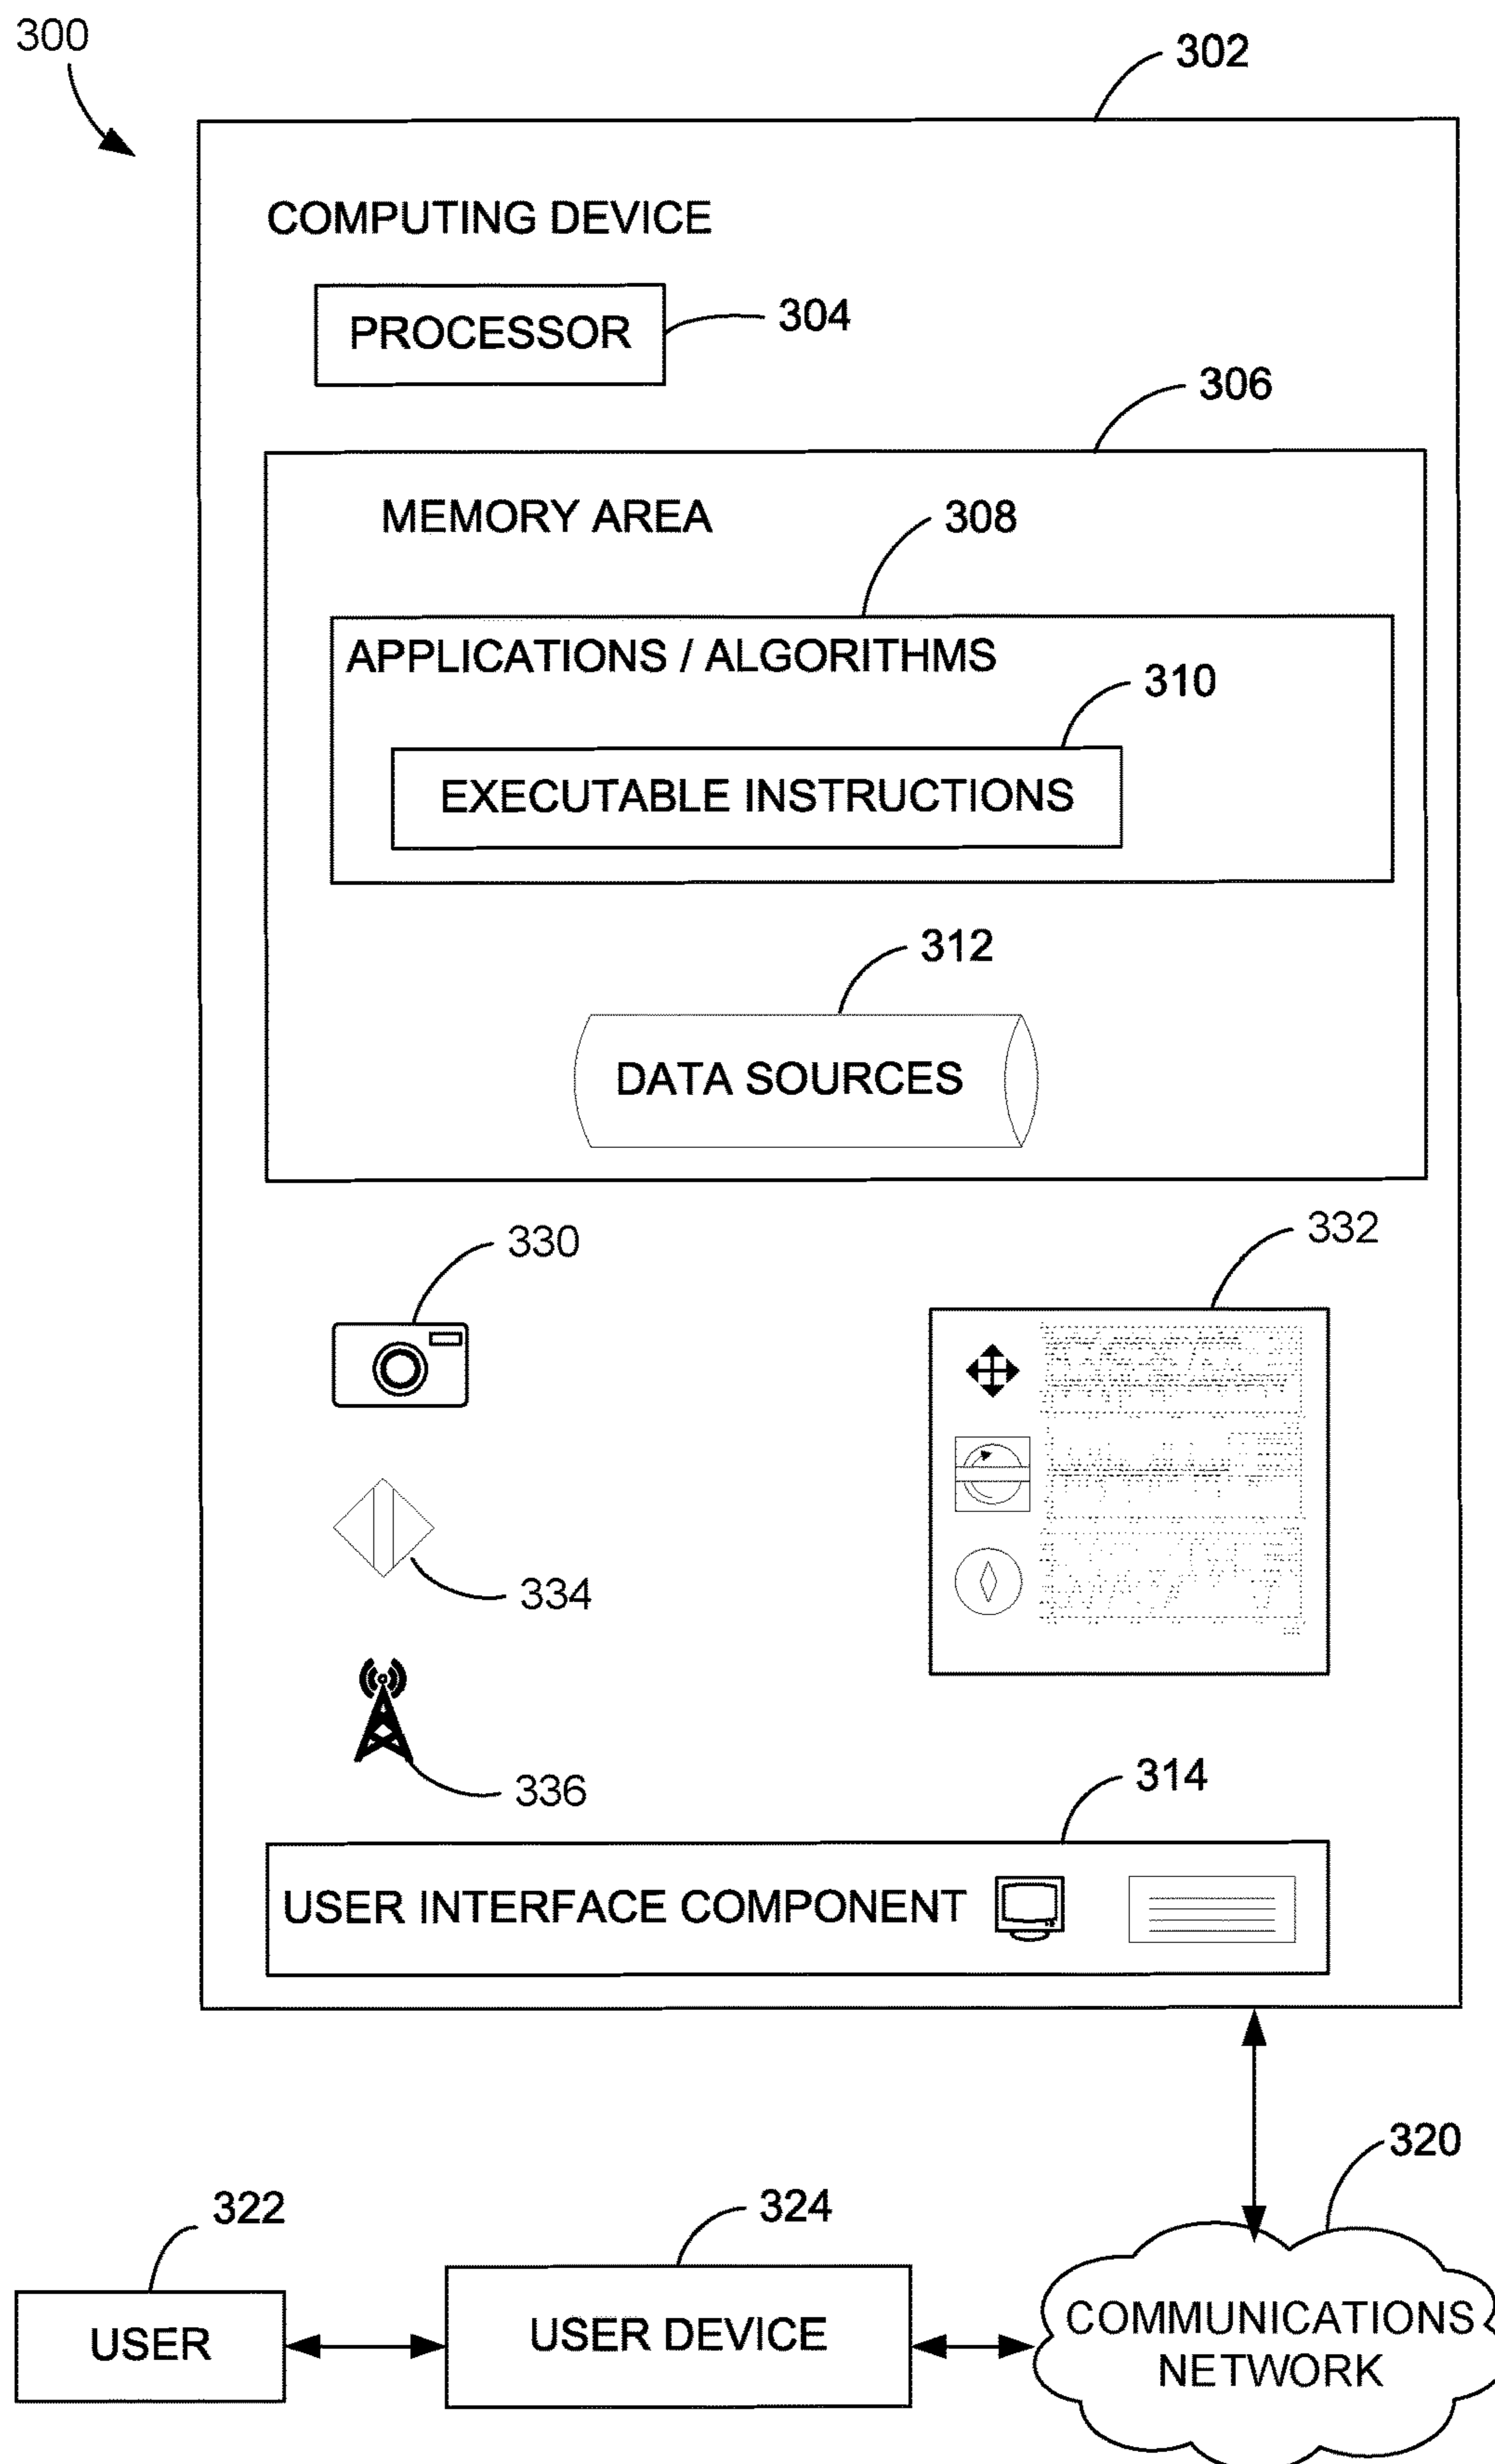 300
302
COMPUTING DEVICE
PROCESSOR
304
306
MEMORY AREA
308
APPLICATIONS / ALGORITHMS
310
EXECUTABLE INSTRUCTIONS
312
DATA SOURCES
330
332
334
336
314
USER INTERFACE COMPONENT
320
322
324
USER
USER DEVICE
COMMUNICATIONS
NETWORK